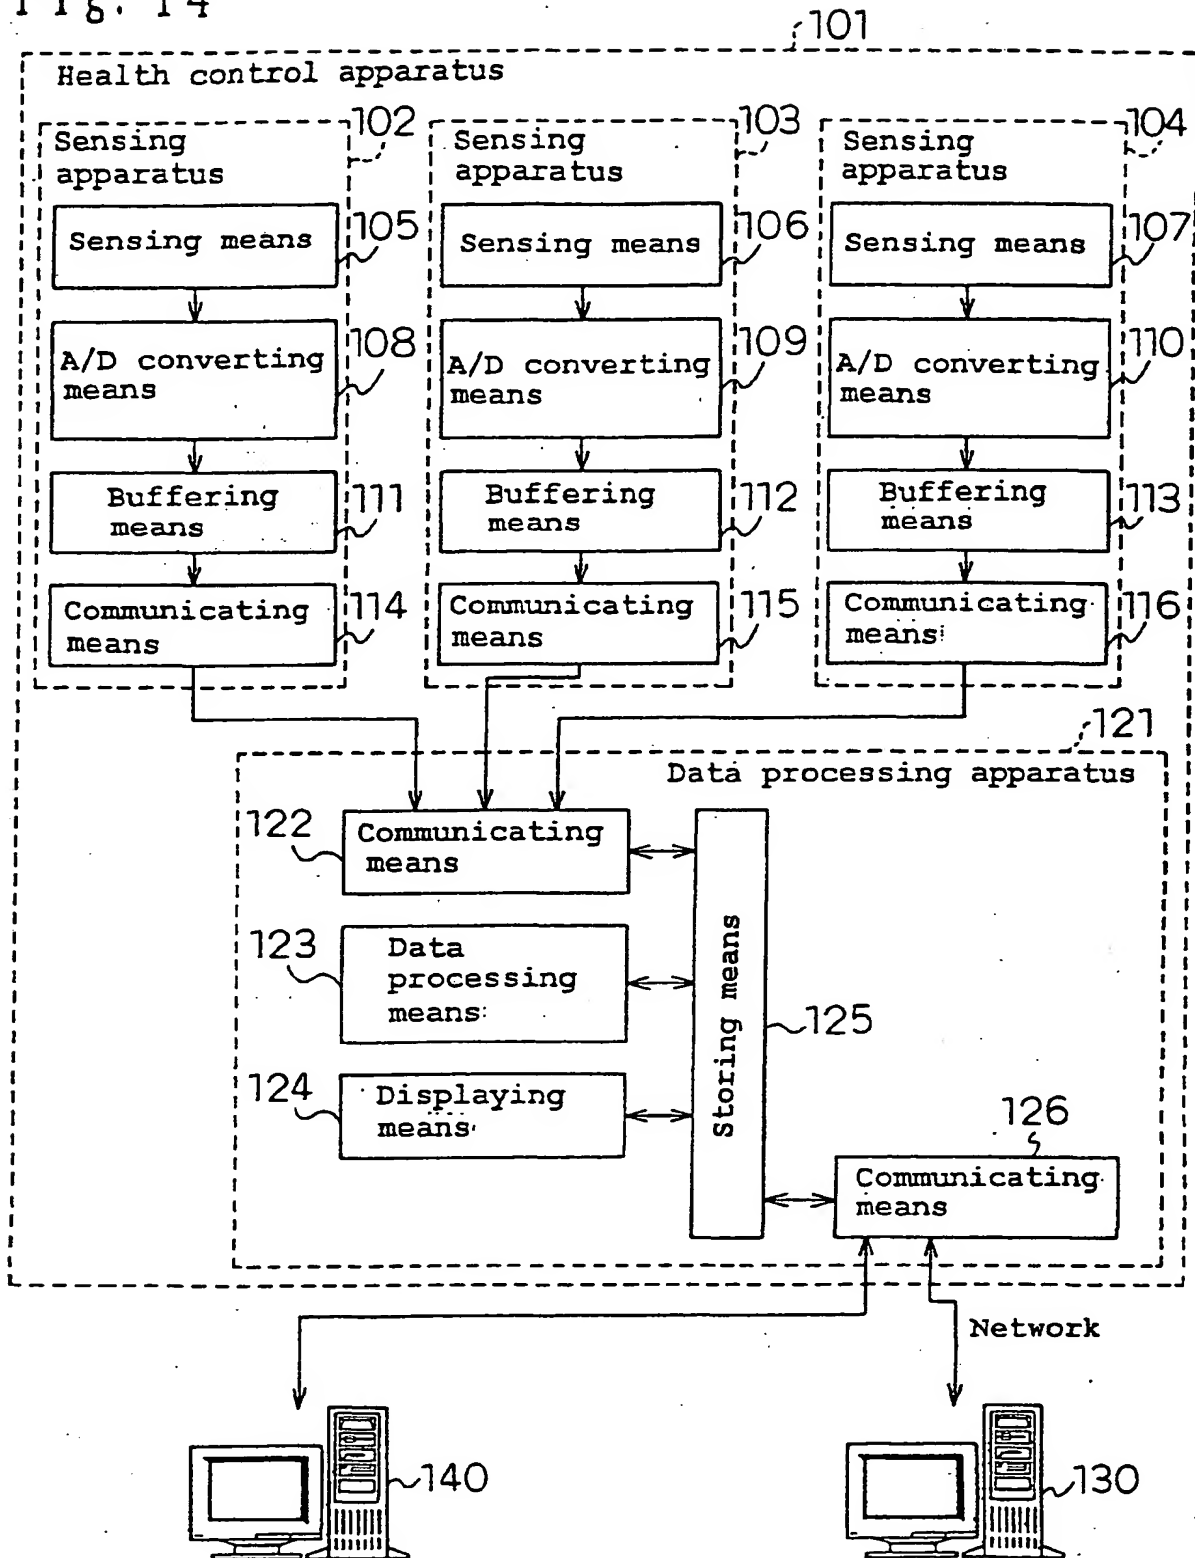 Fig. 14
101
Health control apparatus
102
103
104
Sensing
apparatus
Sensing
apparatus
Sensing
apparatus
105
106
107
Sensing means
Sensing means
Sensing means
108
109
110
A/D converting
means
A/D converting
means
A/D converting
means
111
112
113
Buffering
means
Buffering
means
Buffering
means
114
115
116
Communicating
means
Communicating
means
Communicating
means
121
Data processing apparatus
122
Communicating
means
123
Data
processing
means
Storing means
125
124
Displaying
means
126
Communicating
means
Network
140
130